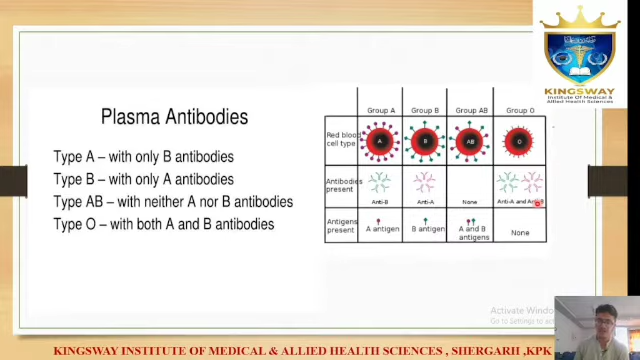 KINGSWAY
Institute Of Medical &
Allied Health Sciences
Plasma Antibodies
Type A – with only B antibodies
Type B – with only A antibodies
Type AB – with neither A nor B antibodies
Type O – with both A and B antibodies
Group A Group B Group AB Group O
Red blood
cell type
A B AB O
Antibodies
present
Anti-B Anti-A None Anti-A and Anti-B
Antigens
present
A antigen B antigen A and B
antigens None
Activate Windo
Go to Settings to ac
KINGSWAY INSTITUTE OF MEDICAL & ALLIED HEALTH SCIENCES , SHERGARH ,KPK